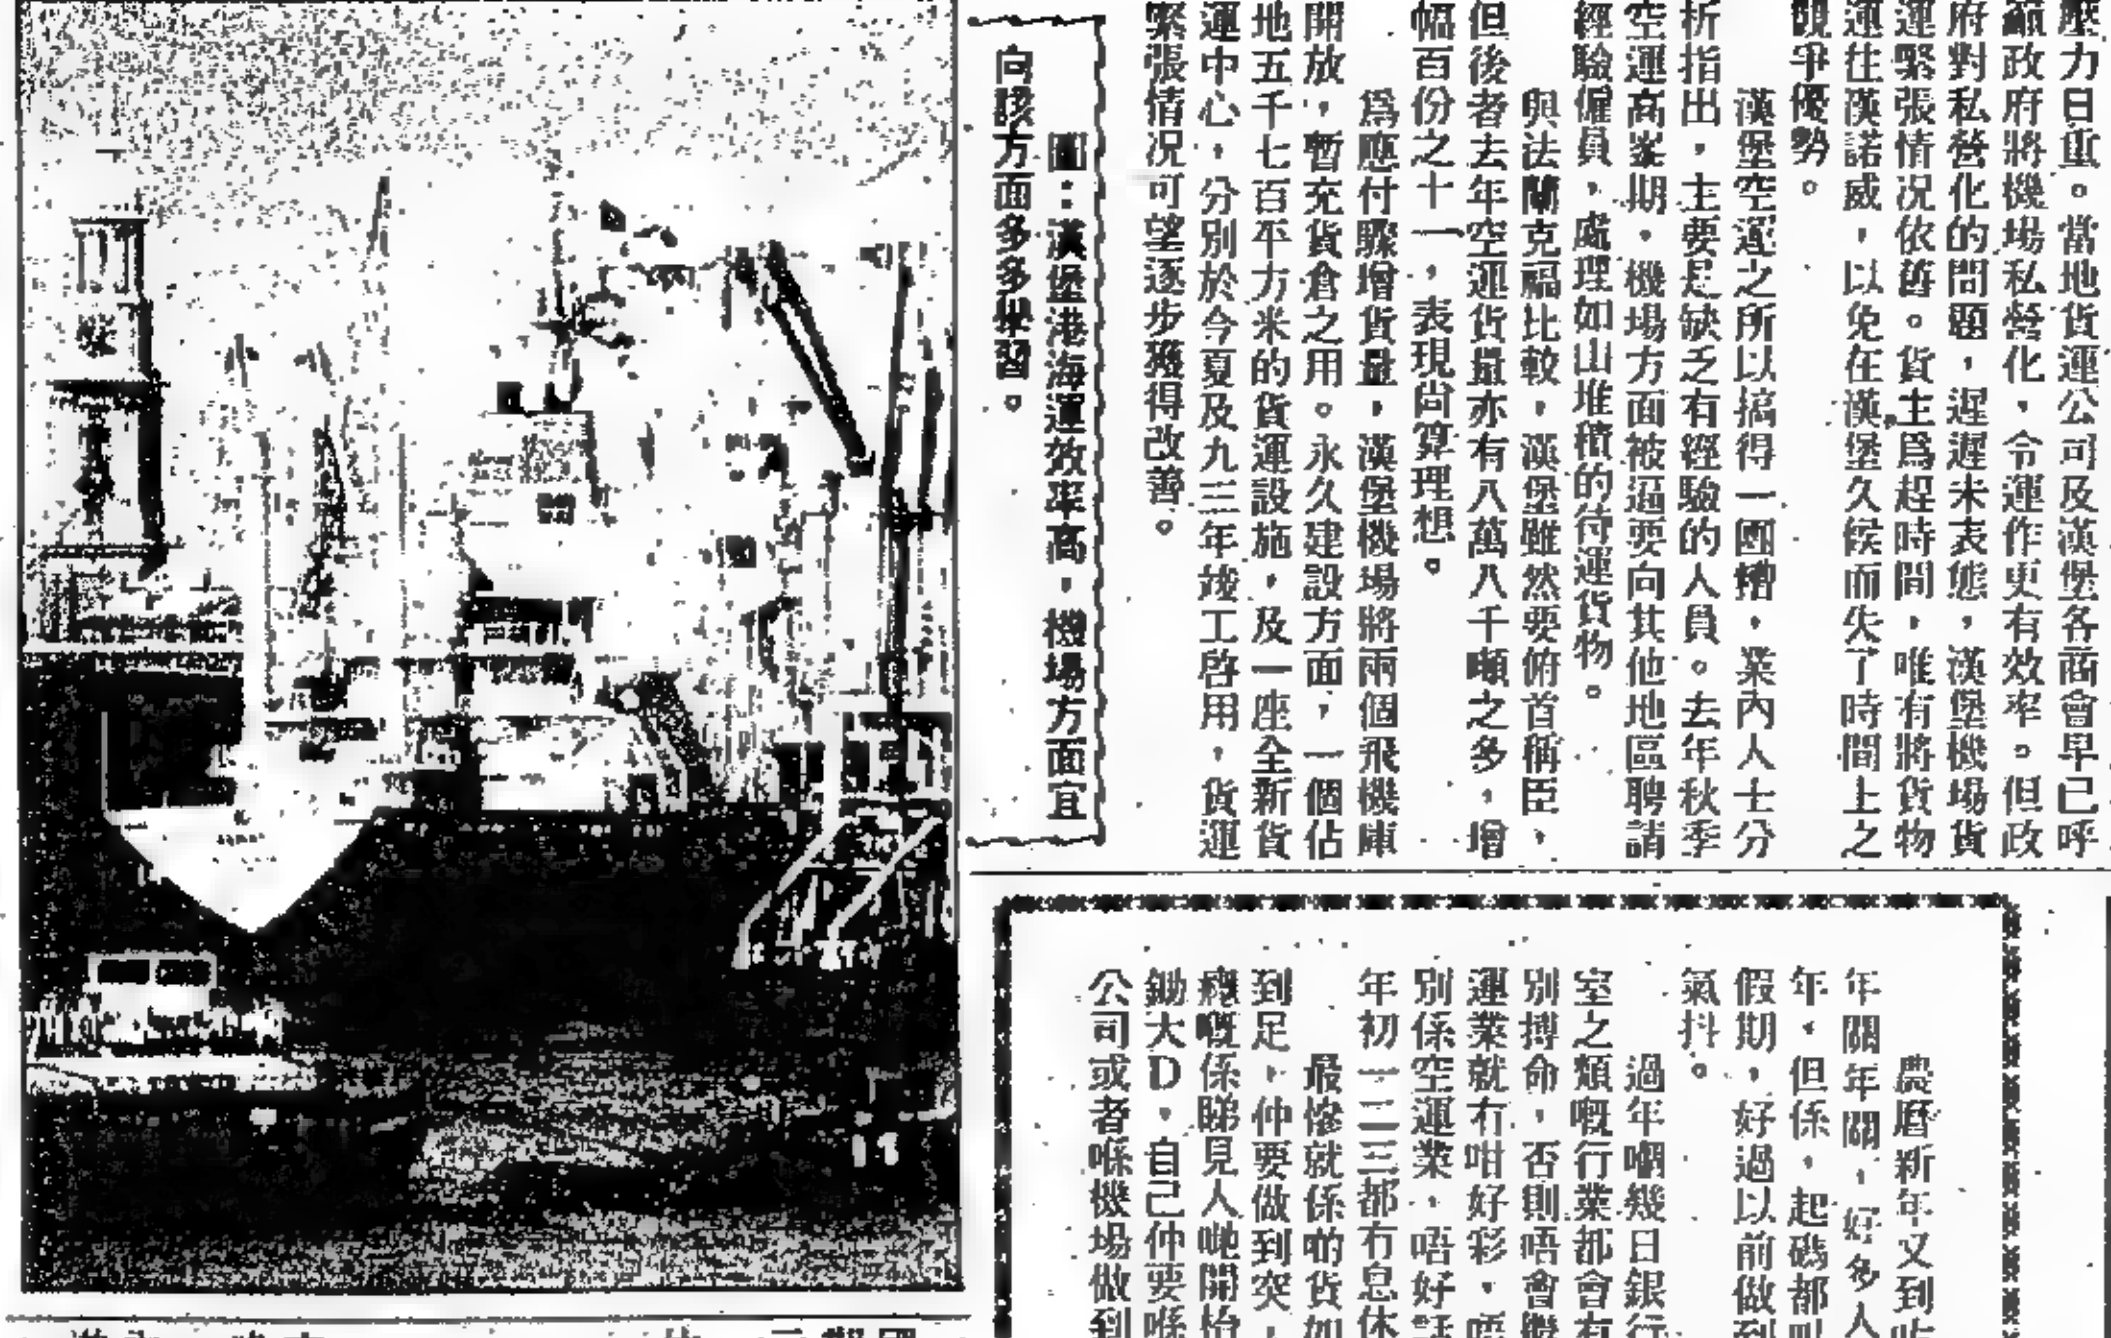 壓力日重。當地貨運公司及漢堡各商會早已呼
籲政府將機場私營化，令運作更有效率。但政
府對私營化的問題，遲遲未表態，漢堡機場貨
運緊張情況依舊。貨主爲趕時間，唯有將貨物
運往漢諾威，以免在漢堡久候而失了時間上之
競爭優勢。
漢堡空運之所以搞得一團糟，業內人士分
析指出，主要是缺乏有經驗的人員。去年秋季
空運高峯期，機場方面被逼要向其他地區聘請
經驗僱員，處理如山堆積的待運貨物。
與法蘭克福比較，漢堡雖然要俯首稱臣，
但後者去年空運貨量亦有八萬八千噸之多，增
幅百份之十一，表現尚算理想。
爲應付驟增貨量，漢堡機場將兩個飛機庫
開放，暫充貨倉之用。永久建設方面，一個佔
地五千七百平方米的貨運設施，及一座全新貨
運中心，分別於今夏及九三年竣工啓用，貨運
緊張情況可望逐步獲得改善。
圖：漢堡港海運效率高，機場方面宜
向該方面多多學習。
農曆新年又到
年關年關，好多人
年，但係，起碼都
假期，好過以前做到
氣抖。
過年嗰幾日銀行
室之類嘅行業都會有
別搏命，否則唔會
運業就冇咁好彩，唔
別係空運業，唔好話
年初一二三都冇息休
最慘就係啲貨如
到足，仲要做到突，
癮嘅係睇見人哋開枱
鋤大D，自己仲要喺
公司或者喺機場做到